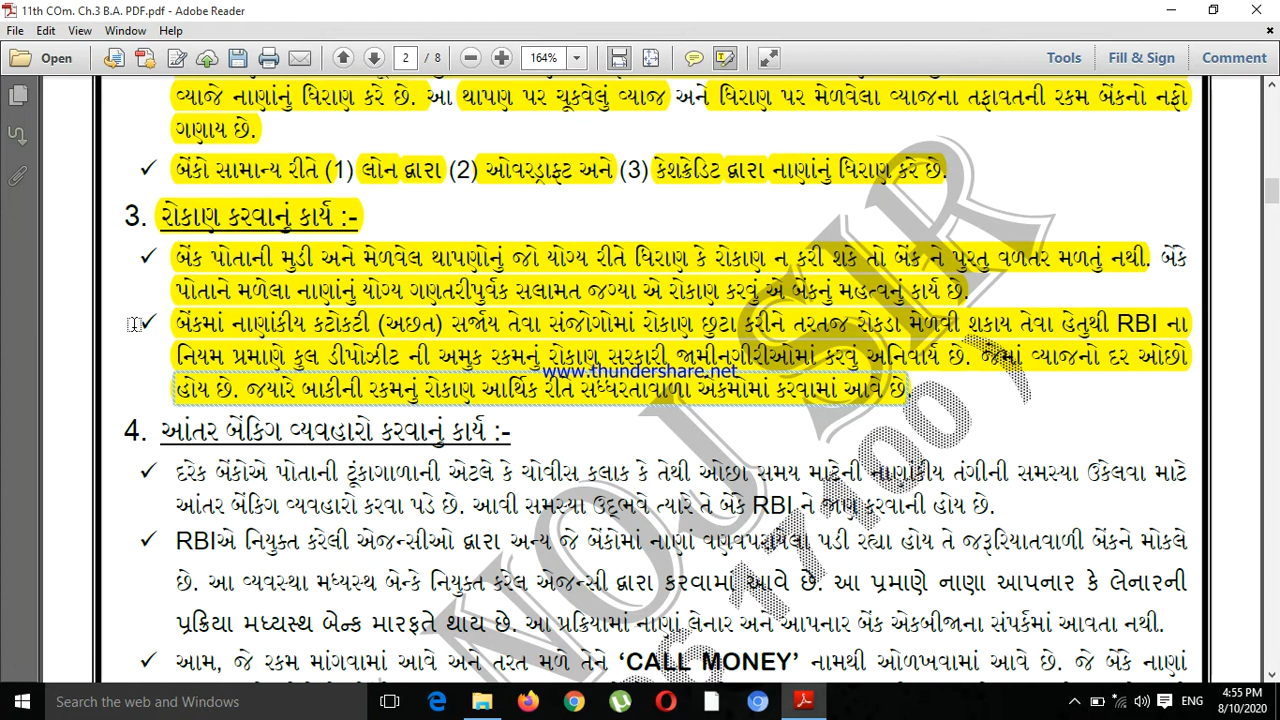 11th COm. Ch.3 B.A. PDF.pdf - Adobe Reader
File Edit View Window Help
Open 2 / 8 164% Tools Fill & Sign Comment
વ્યાજે નાણાંનું ધિરાણ કરે છે. આ થાપણ પર ચૂકવેલું વ્યાજ અને ધિરાણ પર મેળવેલા વ્યાજના તફાવતની રકમ બેંકનો નફો
ગણાય છે.
✓ બેંકો સામાન્ય રીતે (1) લોન દ્વારા (2) ઓવરડ્રાફ્ટ અને (3) કેશક્રેડિટ દ્વારા નાણાંનું ધિરાણ કરે છે.
3. રોકાણ કરવાનું કાર્ય :-
✓ બેંક પોતાની મુડી અને મેળવેલ થાપણોનું જો યોગ્ય રીતે ધિરાણ કે રોકાણ ન કરી શકે તો બેંક ને પુરતુ વળતર મળતું નથી. બેંકે
પોતાને મળેલા નાણાંનું યોગ્ય ગણતરીપુર્વક સલામત જગ્યા એ રોકાણ કરવું એ બેંકનું મહત્વનું કાર્ય છે.
✓ બેંકમાં નાણાંકીય કટોકટી (અછત) સર્જાય તેવા સંજોગોમાં રોકાણ છુટા કરીને તરતજ રોકડા મેળવી શકાય તેવા હેતુથી RBI ના
નિયમ પ્રમાણે કુલ ડીપોઝીટ ની અમુક રકમનું રોકાણ સરકારી જામીનગીરીઓમાં કરવું અનિવાર્ય છે. જેમાં વ્યાજનો દર ઓછો
www.thundershare.net
હોય છે. જયારે બાકીની રકમનું રોકાણ આર્થિક રીતે સધ્ધરતાવાળા એકમોમાં કરવામાં આવે છે.
4. આંતર બેંકિગ વ્યવહારો કરવાનું કાર્ય :-
✓ દરેક બેંકોએ પોતાની ટૂંકાગાળાની એટલે કે ચોવીસ કલાક કે તેથી ઓછા સમય માટેની નાણાંકીય તંગીની સમસ્યા ઉકેલવા માટે
આંતર બેંકિગ વ્યવહારો કરવા પડે છે. આવી સમસ્યા ઉદ્ભવે ત્યારે તે બેંકે RBI ને જાણ કરવાની હોય છે.
✓ RBIએ નિયુક્ત કરેલી એજન્સીઓ દ્વારા અન્ય જે બેંકોમાં નાણાં વણવપરાયેલા પડી રહ્યા હોય તે જરૂરિયાતવાળી બેંકને મોકલે
છે. આ વ્યવસ્થા મધ્યસ્થ બેન્કે નિયુક્ત કરેલ એજન્સી દ્વારા કરવામાં આવે છે. આ પ્રમાણે નાણા આપનાર કે લેનારની
પ્રક્રિયા મધ્યસ્થ બેન્ક મારફતે થાય છે. આ પ્રક્રિયામાં નાણાં લેનાર અને આપનાર બેંક એકબીજાના સંપર્કમાં આવતા નથી.
✓ આમ, જે રકમ માંગવામાં આવે અને તરત મળે તેને ‘CALL MONEY’ નામથી ઓળખવામાં આવે છે. જે બેંકે નાણાં
NOJ SIR
17100 )
Search the web and Windows
ENG
4:55 PM
8/10/2020